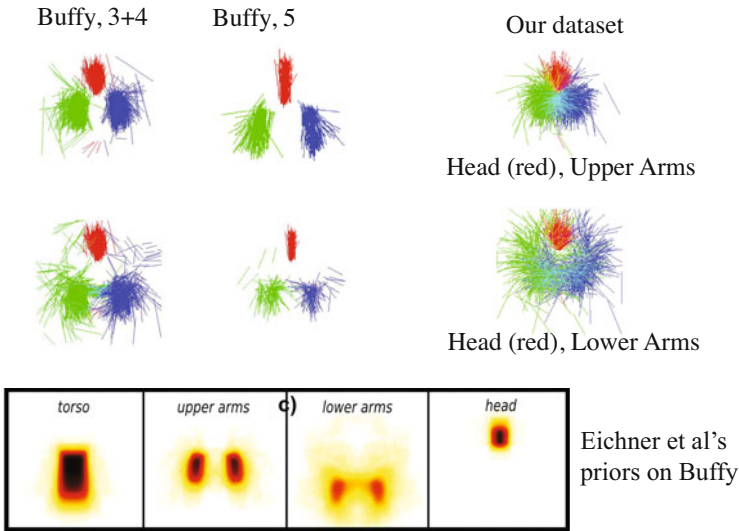 Buffy, 3+4
Buffy, 5
Our dataset
Head (red), Upper Arms
Head (red), Lower Arms
torso
upper arms
c)
lower arms
head
Eichner et al's
priors on Buffy